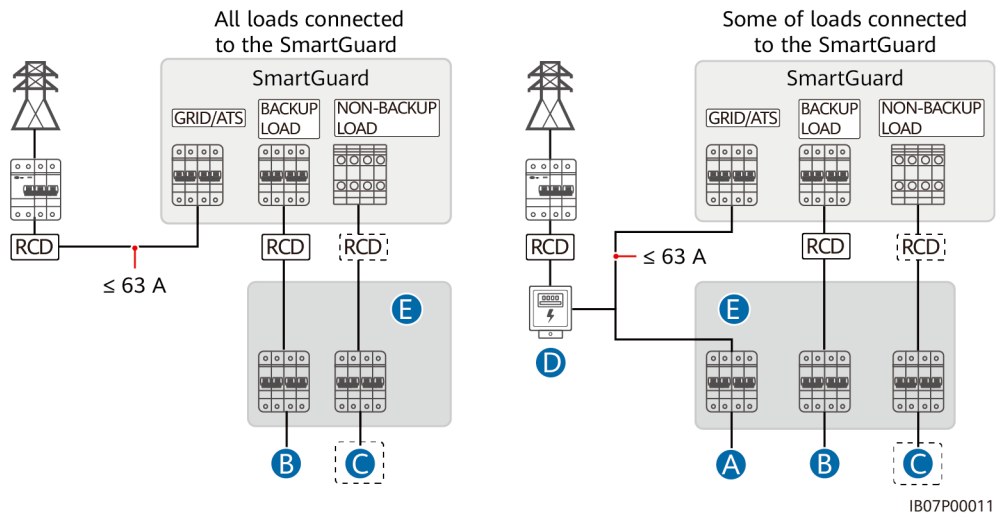 All loads connected
to the SmartGuard
SmartGuard
GRID/ATS
BACKUP
LOAD
NON-BACKUP
LOAD
RCD
RCD
RCD
≤ 63 A
E
B
C
Some of loads connected
to the SmartGuard
SmartGuard
GRID/ATS
BACKUP
LOAD
NON-BACKUP
LOAD
RCD
RCD
RCD
≤ 63 A
E
D
A
B
C
IB07P00011